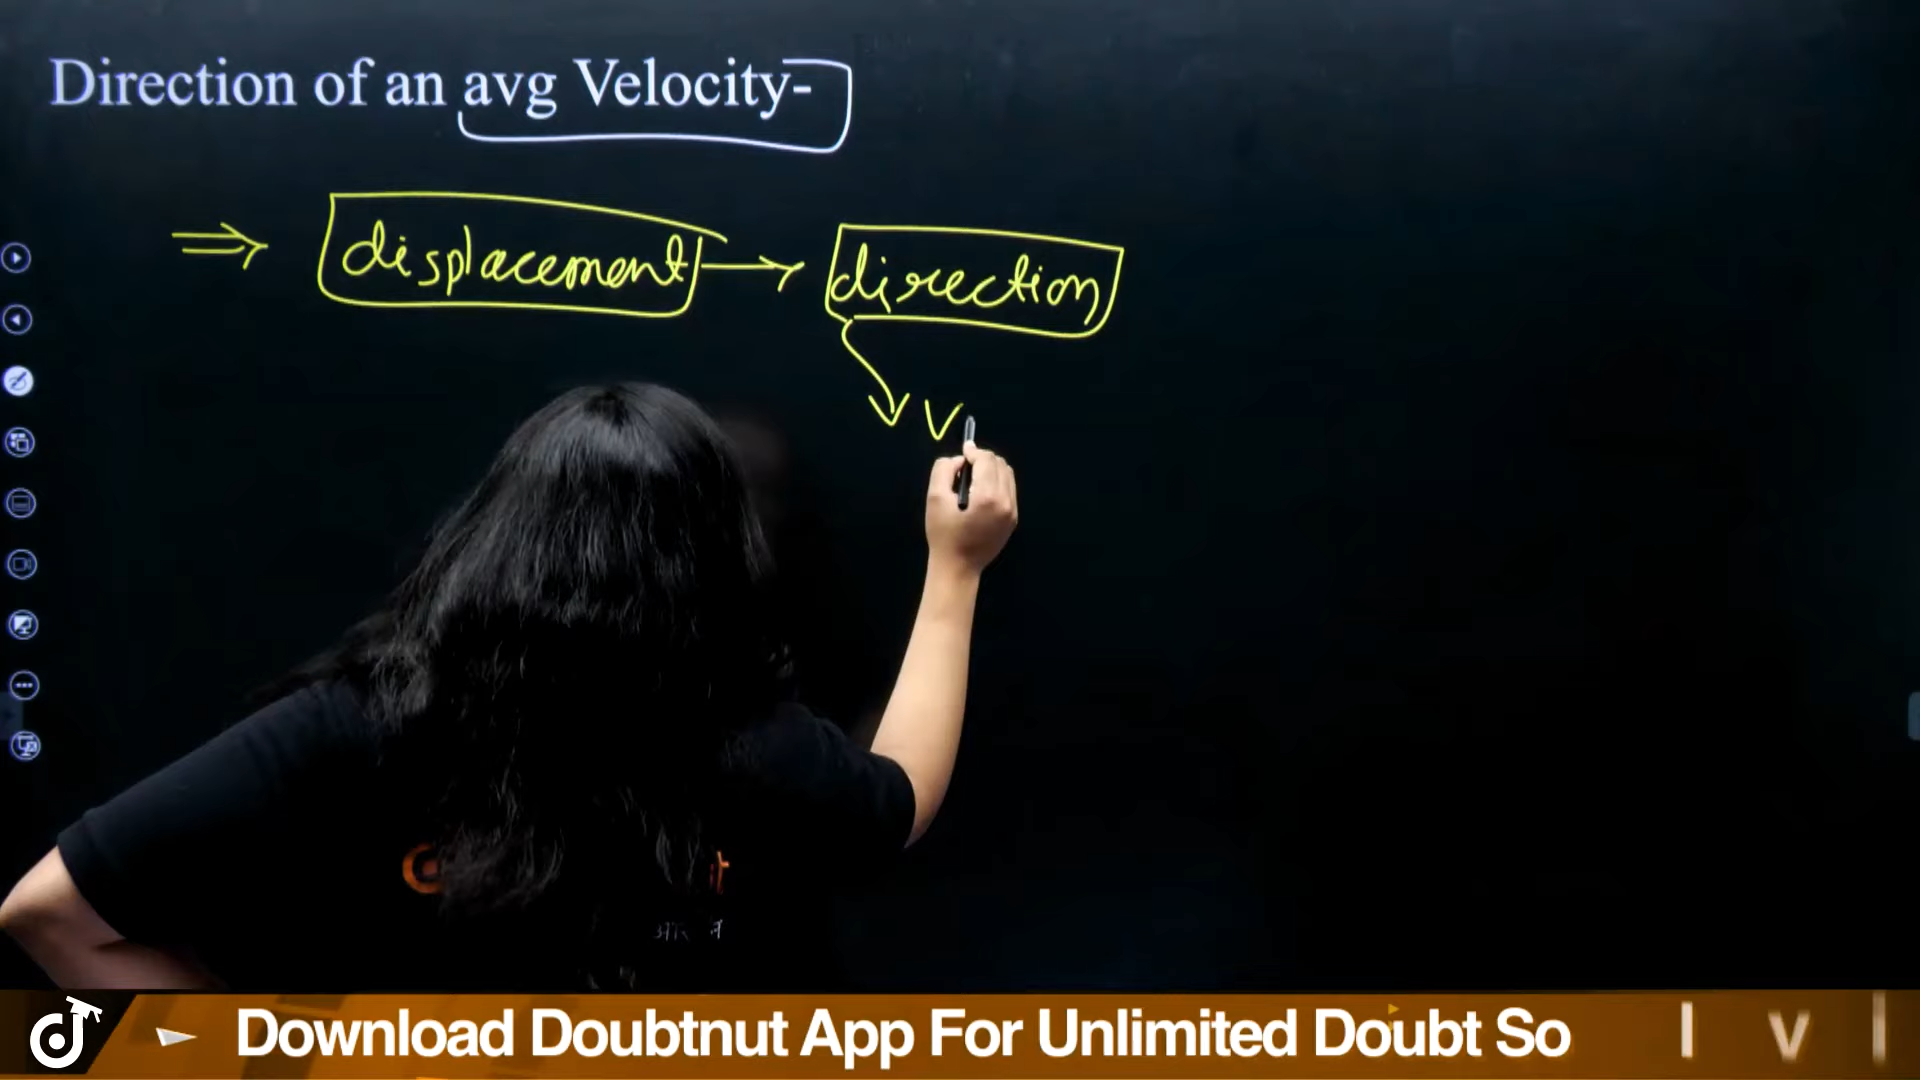 Direction of an avg Velocity-
⇒ displacement → direction
V
Download Doubtnut App For Unlimited Doubt So